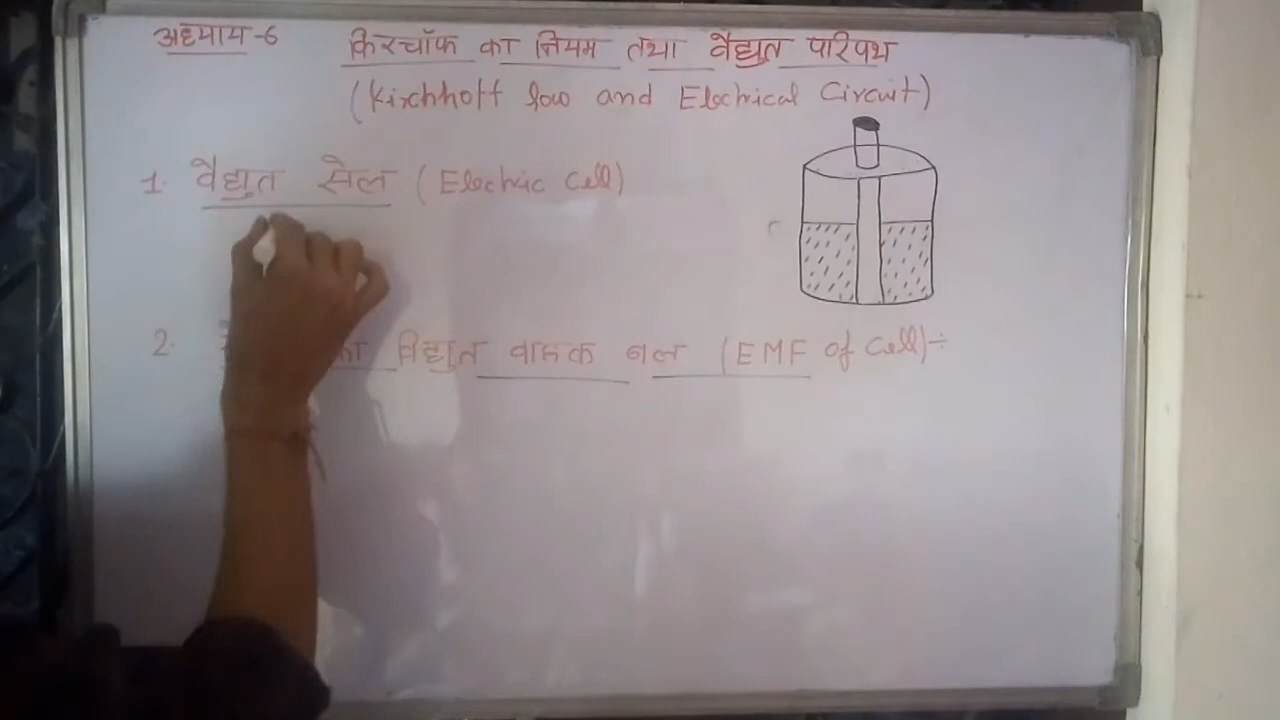 अध्याय-6 किरचॉफ का नियम तथा वैद्युत परिपथ
(Kirchhoff low and Electrical Circuit)
1. वैद्युत सेल (Electric Cell)
2. का विद्युत वाहक बल (EMF of Cell)÷